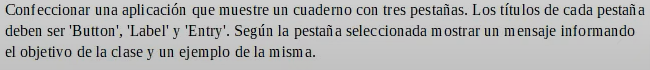 Confeccionar una aplicación que muestre un cuaderno con tres pestañas. Los títulos de cada pestaña
deben ser 'Button', 'Label' y 'Entry'. Según la pestaña seleccionada mostrar un mensaje informando
el objetivo de la clase y un ejemplo de la misma.